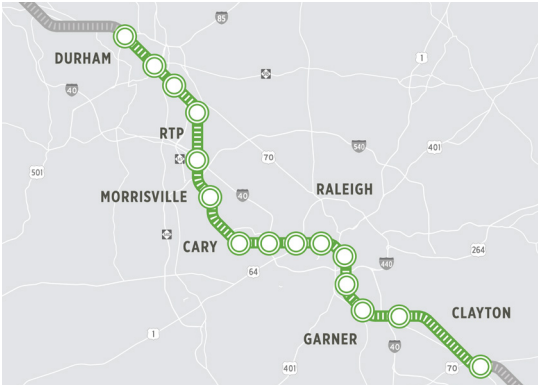 85
DURHAM
1
40
RTP
70
540
401
501
MORRISVILLE
40
RALEIGH
CARY
64
440
264
GARNER
CLAYTON
1
40
401
70